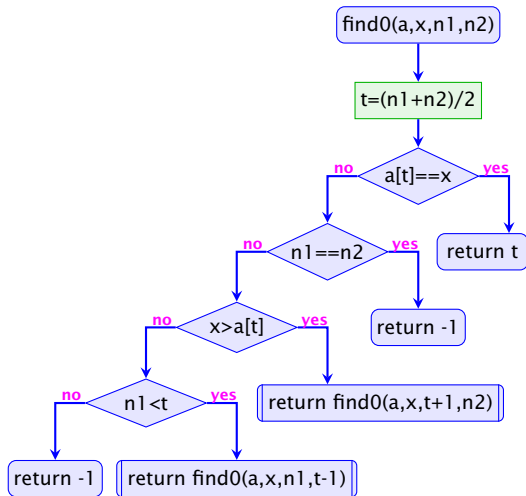 find0(a,x,n1,n2)
t=(n1+n2)/2
a[t]==x
no
yes
return t
n1==n2
no
yes
return -1
x>a[t]
no
yes
return find0(a,x,t+1,n2)
n1<t
no
yes
return -1
return find0(a,x,n1,t-1)